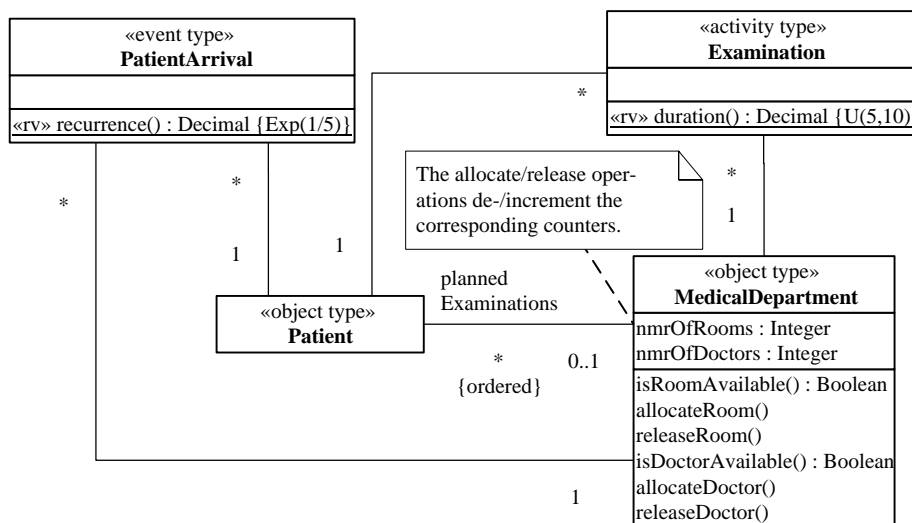 «event type»
PatientArrival
«rv» recurrence() : Decimal {Exp(1/5)}
«activity type»
Examination
«rv» duration() : Decimal {U(5,10)
*
*
*
*
1
1
1
The allocate/release oper-
ations de-/increment the
corresponding counters.
planned
Examinations
«object type»
Patient
*
{ordered}
0..1
1
«object type»
MedicalDepartment
nmrOfRooms : Integer
nmrOfDoctors : Integer
isRoomAvailable() : Boolean
allocateRoom()
releaseRoom()
isDoctorAvailable() : Boolean
allocateDoctor()
releaseDoctor()